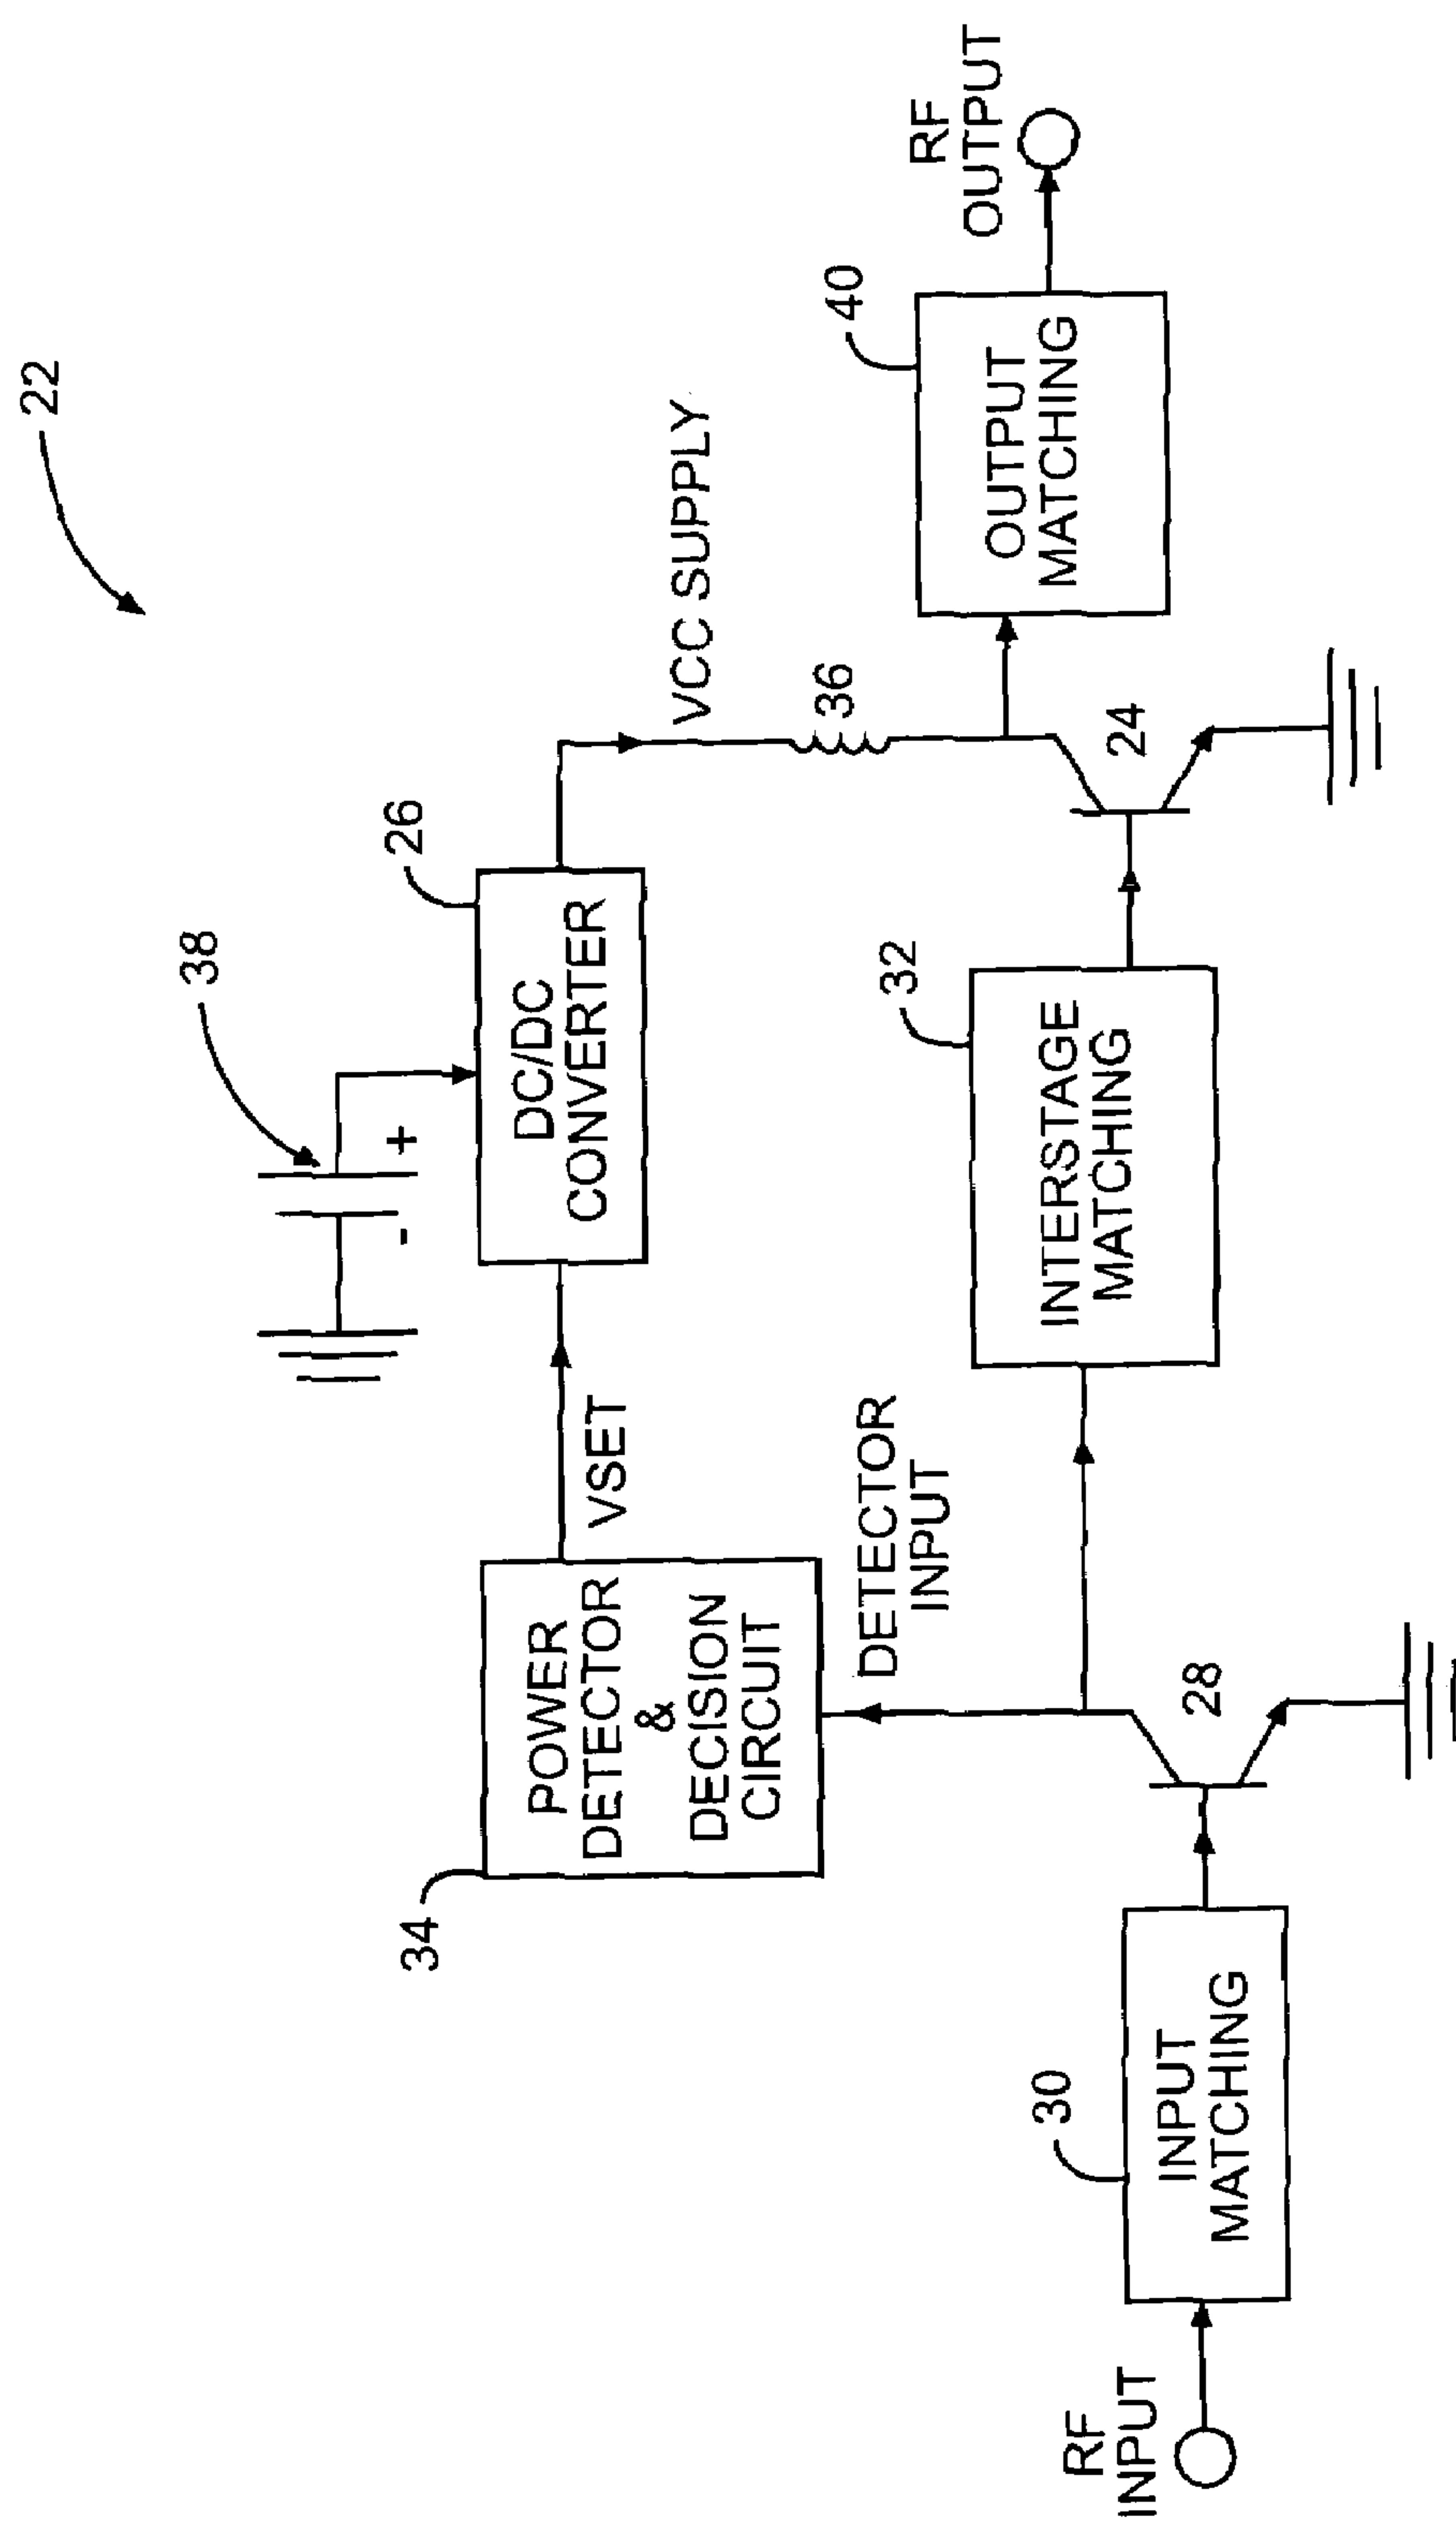 22
38
+
-
26
DC/DC
CONVERTER
VCC SUPPLY
34
POWER
DETECTOR
&
DECISION
CIRCUIT
VSET
DETECTOR
INPUT
36
32
INTERSTAGE
MATCHING
24
40
OUTPUT
MATCHING
RF
OUTPUT
RF
INPUT
30
INPUT
MATCHING
28